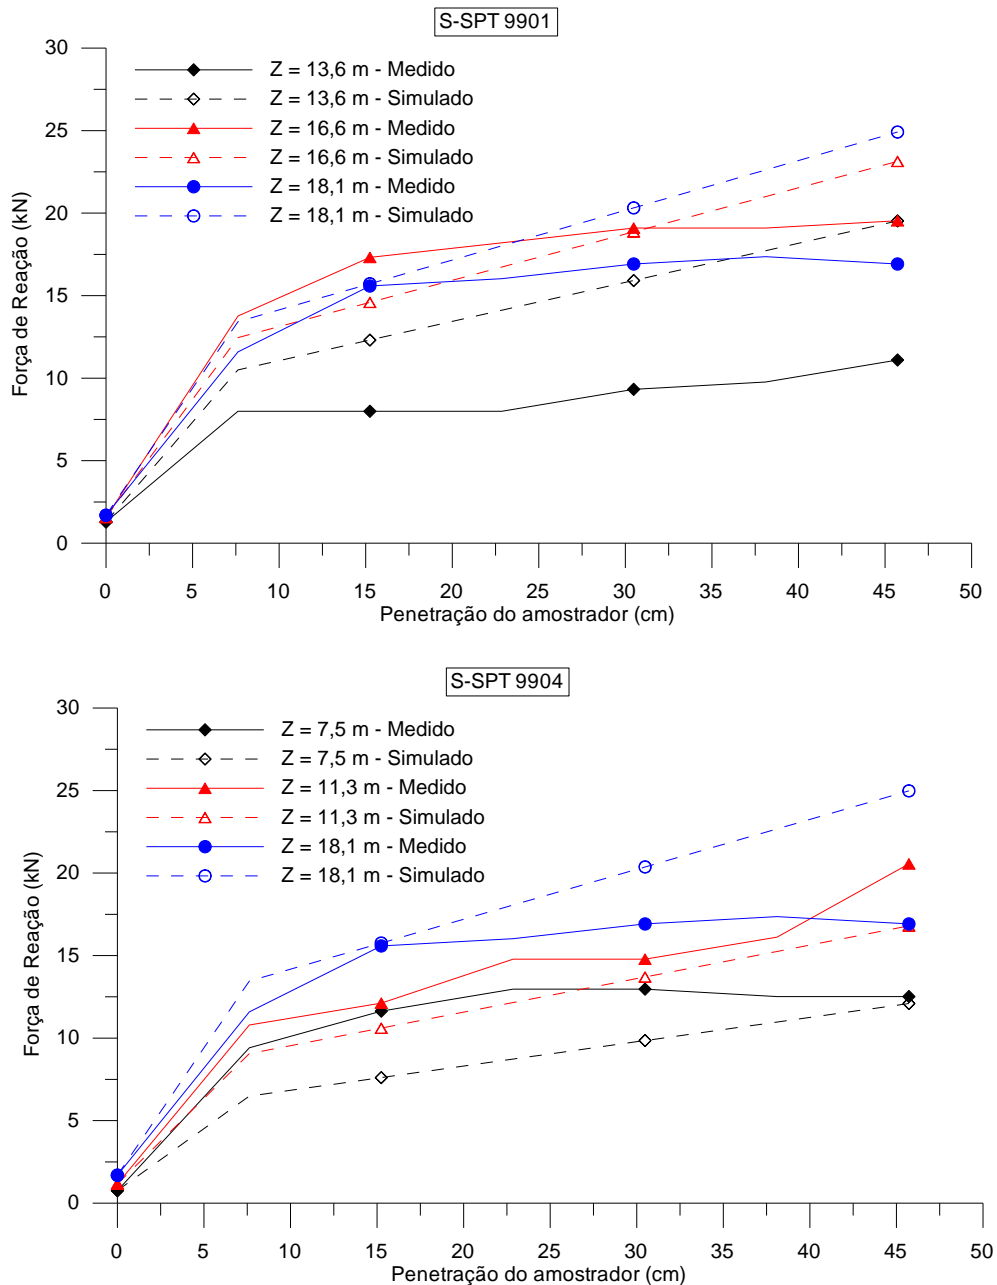 S-SPT 9901
30
25
20
15
10
5
0
Força de Reação (kN)
Z = 13,6 m - Medido
Z = 13,6 m - Simulado
Z = 16,6 m - Medido
Z = 16,6 m - Simulado
Z = 18,1 m - Medido
Z = 18,1 m - Simulado
0 5 10 15 20 25 30 35 40 45 50
Penetração do amostrador (cm)
S-SPT 9904
30
25
20
15
10
5
0
Força de Reação (kN)
Z = 7,5 m - Medido
Z = 7,5 m - Simulado
Z = 11,3 m - Medido
Z = 11,3 m - Simulado
Z = 18,1 m - Medido
Z = 18,1 m - Simulado
0 5 10 15 20 25 30 35 40 45 50
Penetração do amostrador (cm)